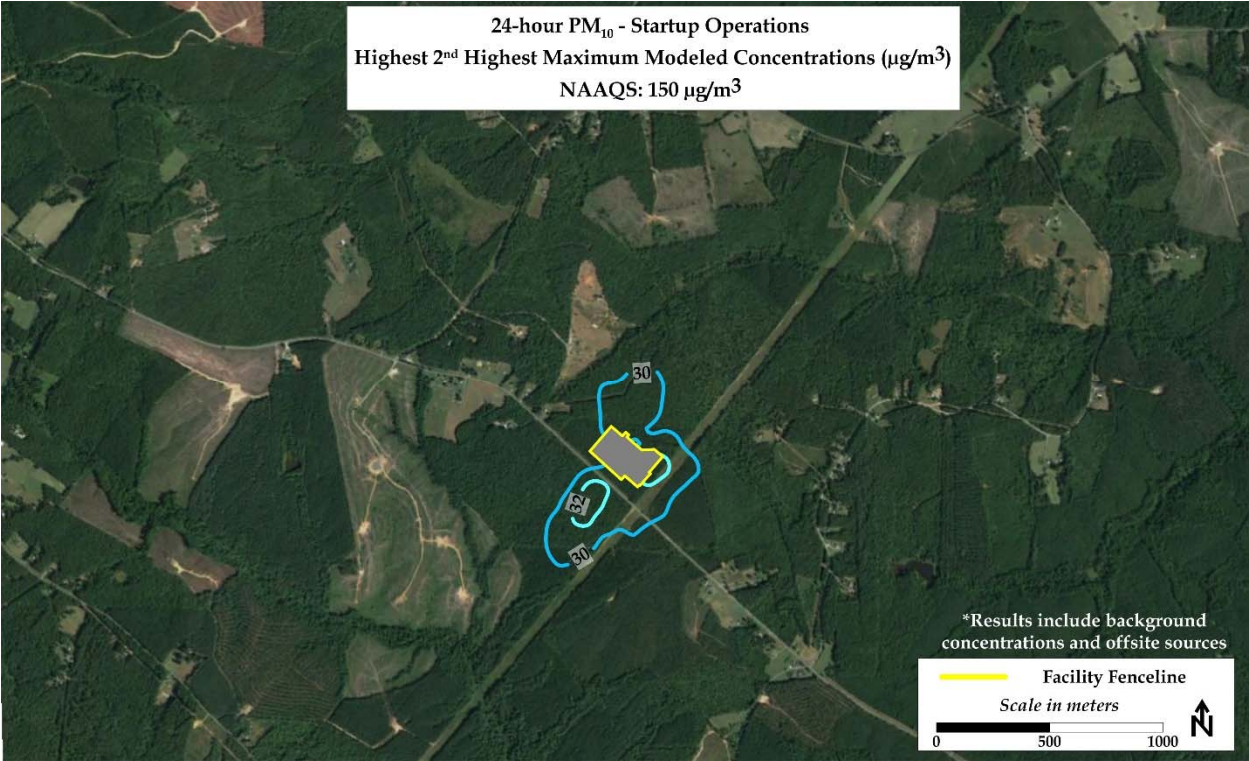 24-hour PM₁₀ - Startup Operations
Highest 2ⁿᵈ Highest Maximum Modeled Concentrations (µg/m³)
NAAQS: 150 µg/m³
30
32
30
*Results include background
concentrations and offsite sources
Facility Fenceline
Scale in meters
N
0 500 1000